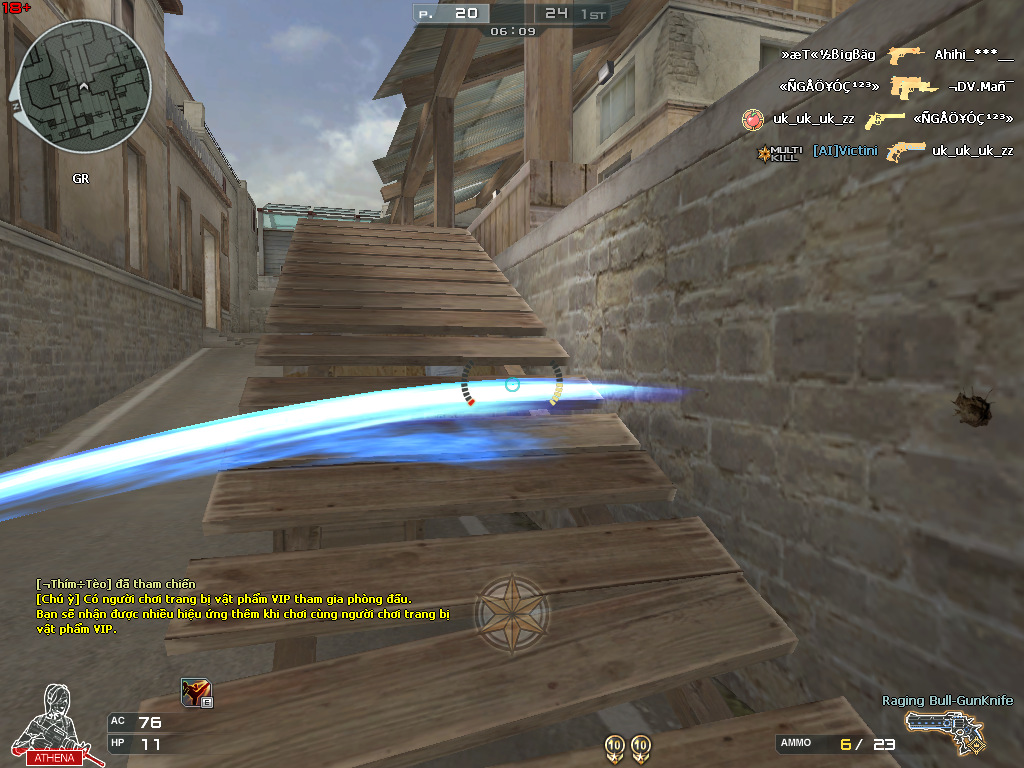 18+
P. 20 24 1ST
06:09
»æT«½BigBãg Ahihi_***__
«ÑGÅÖ¥ÓÇ¹²³» ¬DV.Mañ¯
uk_uk_uk_zz «ÑGÅÖ¥ÓÇ¹²³»
MULTI KILL [AI]Victini uk_uk_uk_zz
N
GR
[¬Thím÷Tèo] đã tham chiến
[Chú ý] Có người chơi trang bị vật phẩm VIP tham gia phòng đấu.
Bạn sẽ nhận được nhiều hiệu ứng thêm khi chơi cùng người chơi trang bị
vật phẩm VIP.
E
Raging Bull-GunKnife
AC 76
HP 11
ATHENA
10 10
AMMO 6/ 23